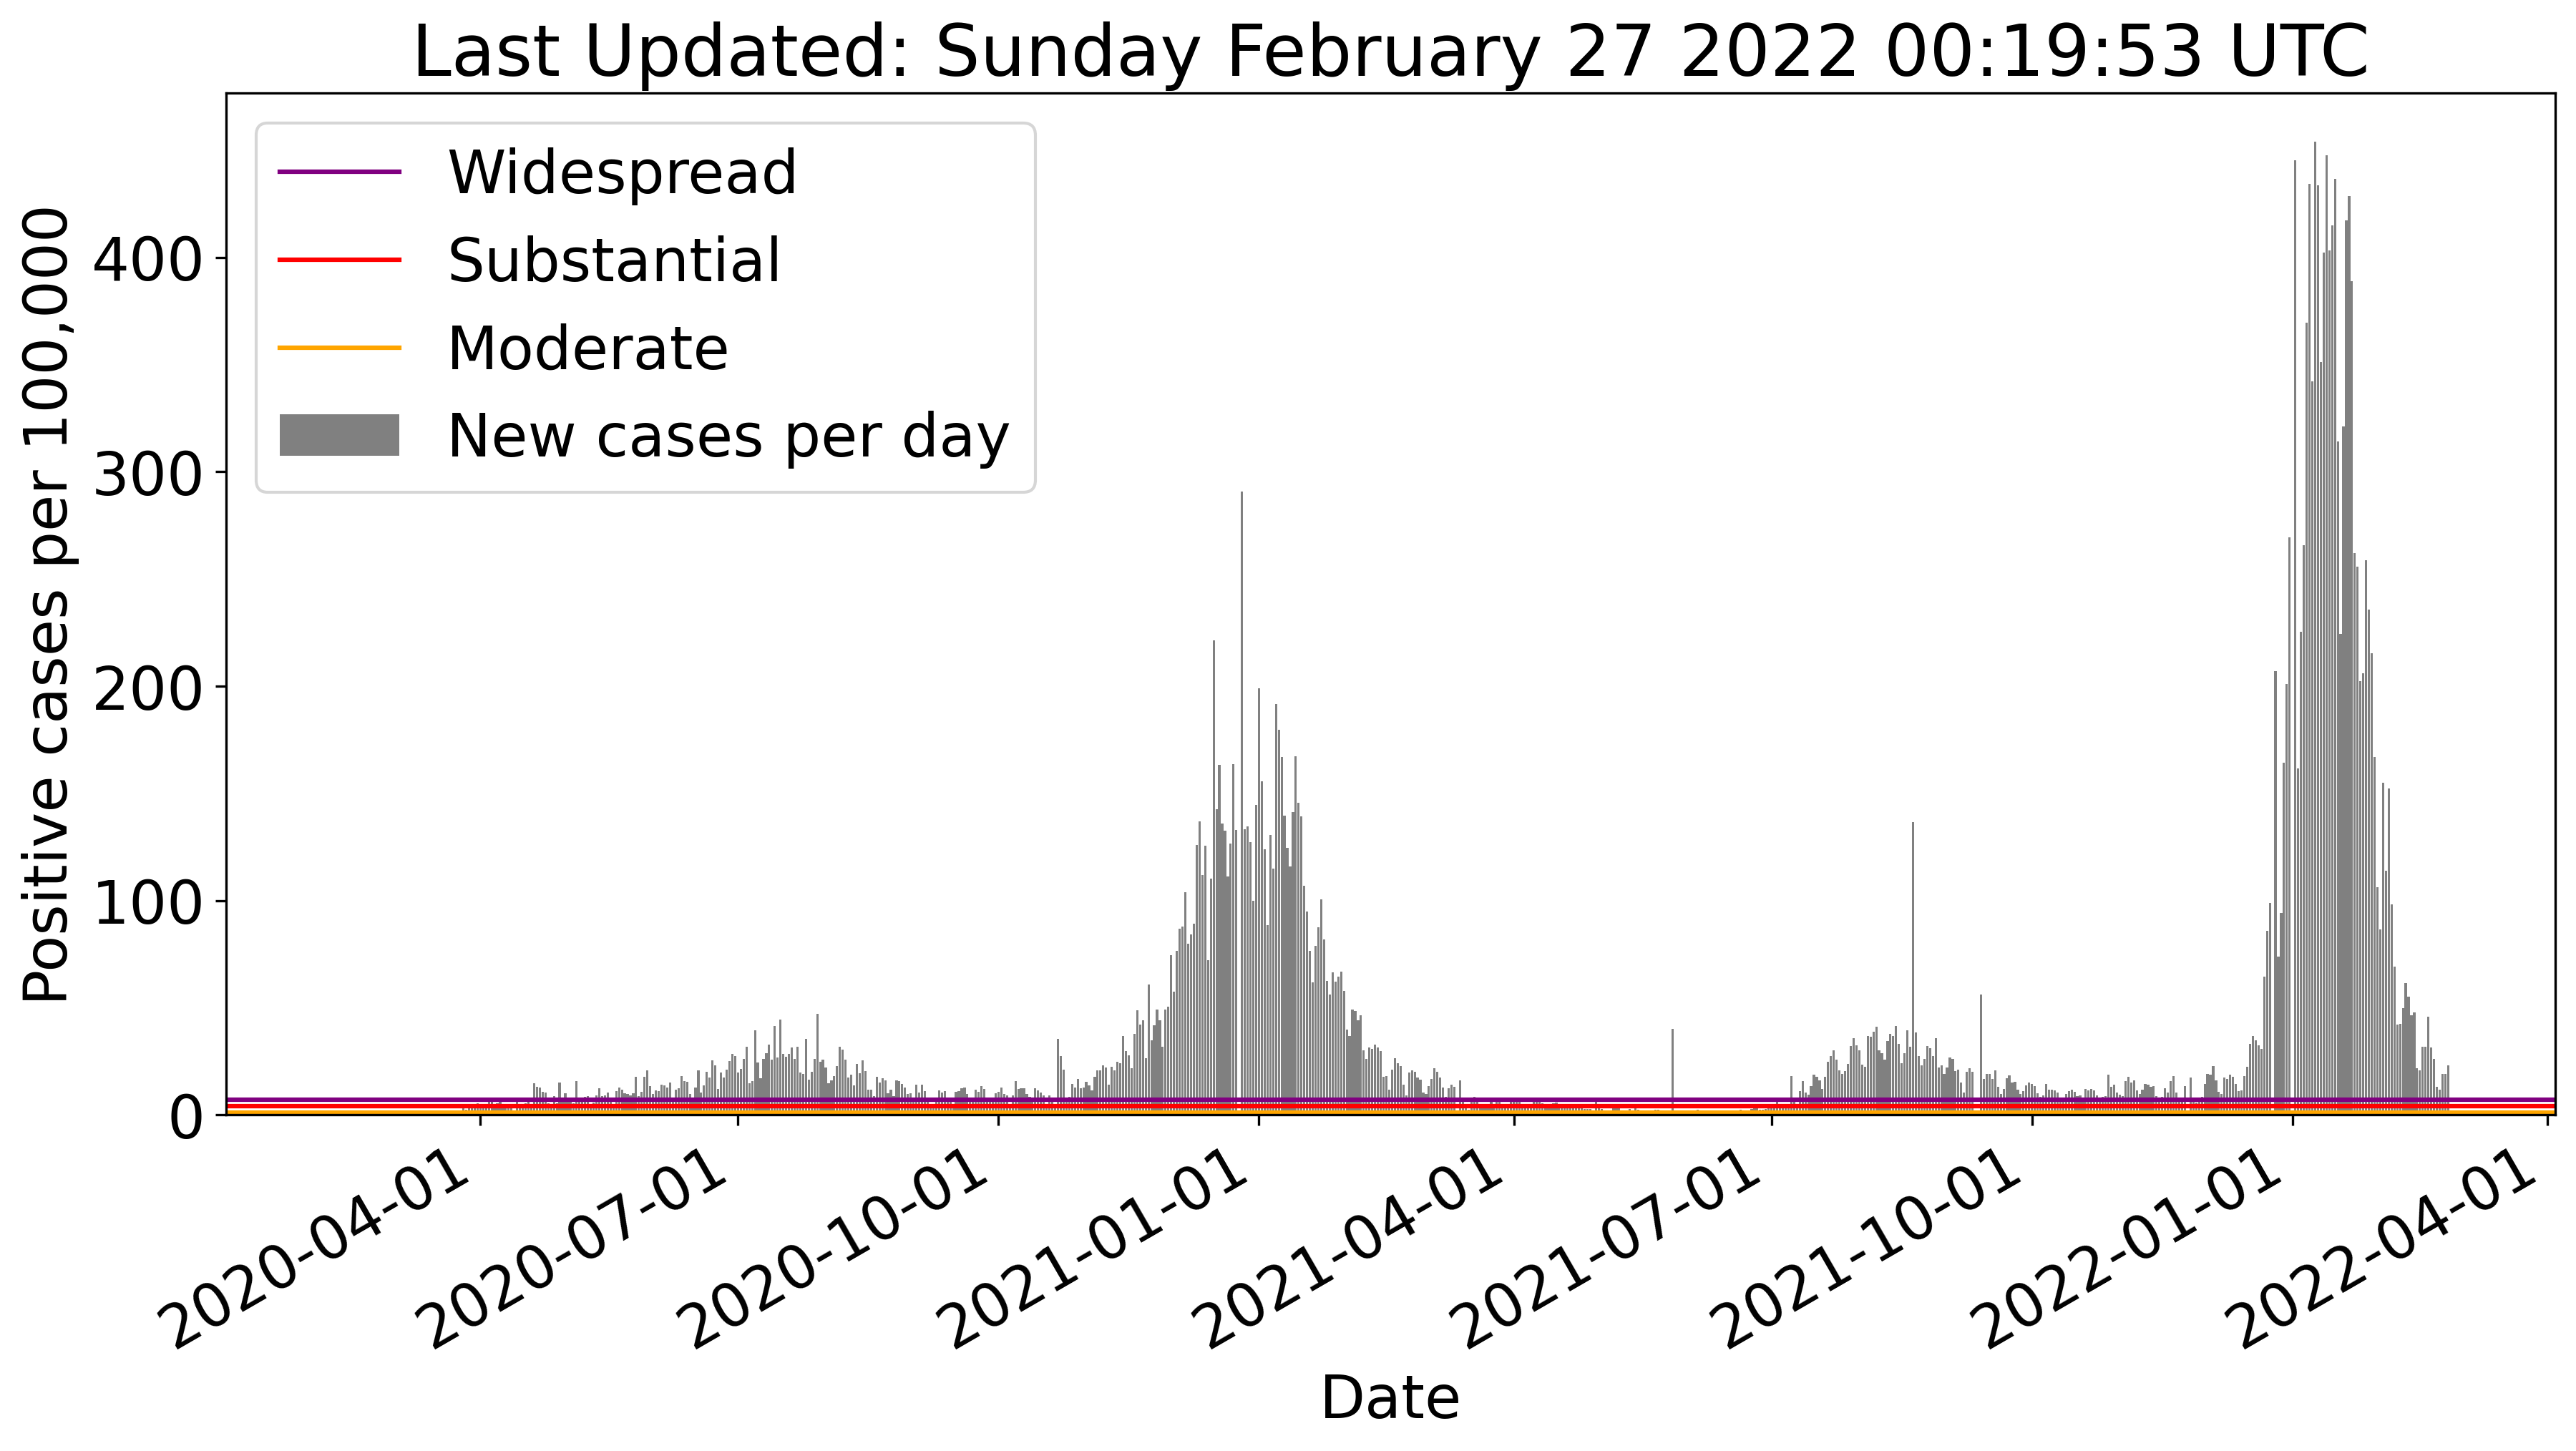 Last Updated: Sunday February 27 2022 00:19:53 UTC
Widespread
Substantial
Moderate
New cases per day
Positive cases per 100,000
400
300
200
100
0
2020-04-01
2020-07-01
2020-10-01
2021-01-01
2021-04-01
2021-07-01
2021-10-01
2022-01-01
2022-04-01
Date